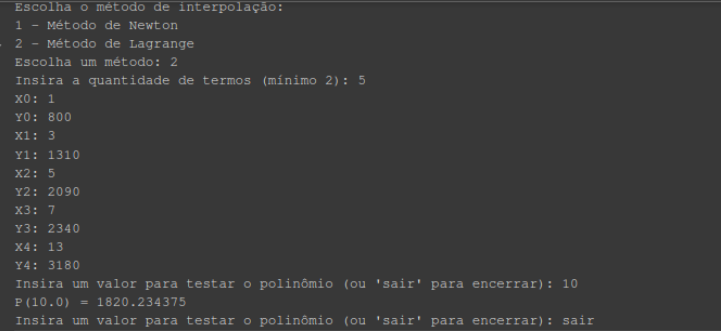 Escolha o método de interpolação:
1 - Método de Newton
2 - Método de Lagrange
Escolha um método: 2
Insira a quantidade de termos (mínimo 2): 5
X0: 1
Y0: 800
X1: 3
Y1: 1310
X2: 5
Y2: 2090
X3: 7
Y3: 2340
X4: 13
Y4: 3180
Insira um valor para testar o polinômio (ou 'sair' para encerrar): 10
P(10.0) = 1820.234375
Insira um valor para testar o polinômio (ou 'sair' para encerrar): sair